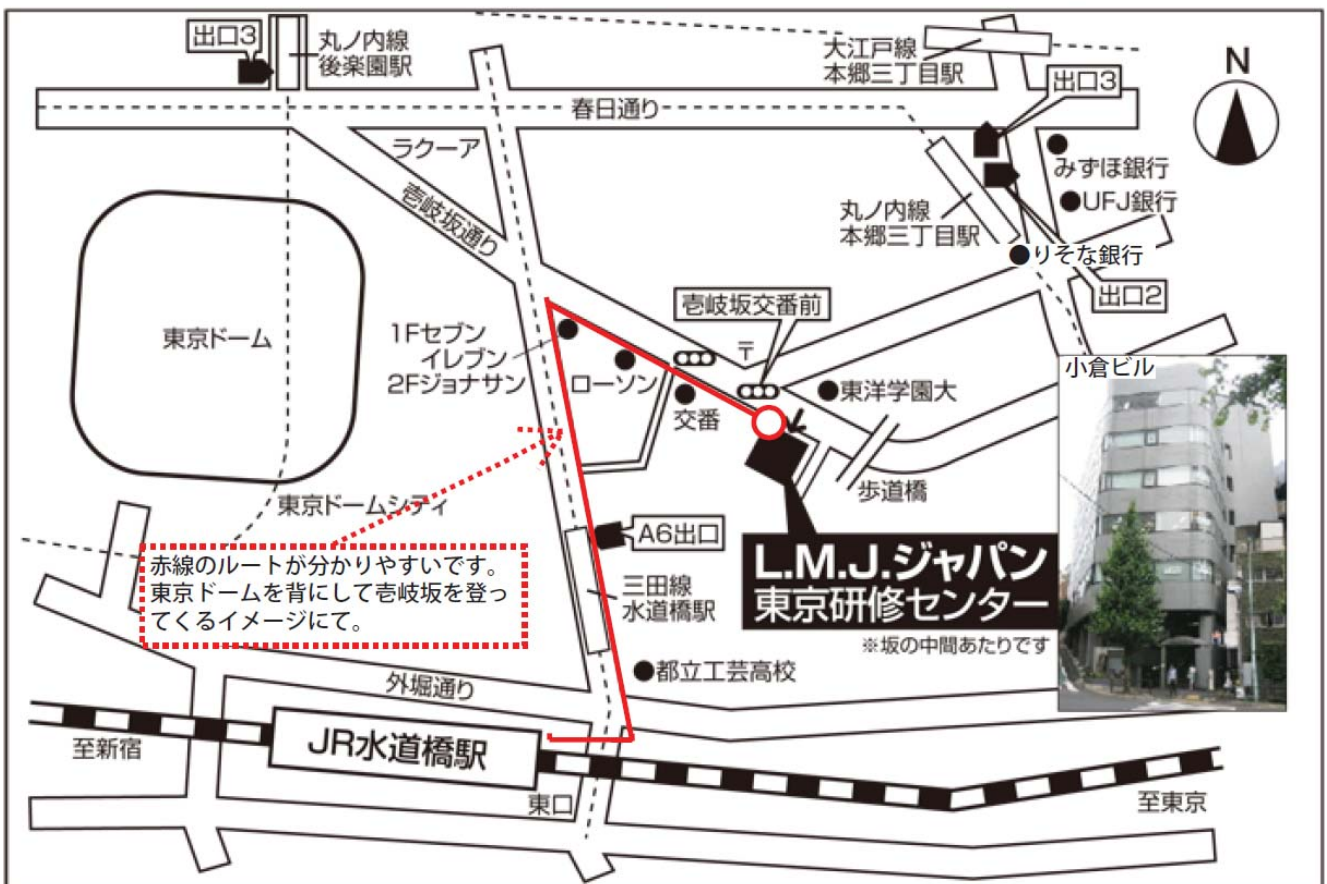 出口3
丸ノ内線
後楽園駅
大江戸線
本郷三丁目駅
出口3
N
春日通り
ラクーア
壱岐坂通り
みずほ銀行
UFJ銀行
丸ノ内線
本郷三丁目駅
りそな銀行
出口2
壱岐坂交番前
〒
東京ドーム
1Fセブン
イレブン
2Fジョナサン
ローソン
交番
東洋学園大
小倉ビル
歩道橋
東京ドームシティ
A6出口
赤線のルートが分かりやすいです。
東京ドームを背にして壱岐坂を登っ
てくるイメージにて。
三田線
水道橋駅
L.M.J.ジャパン
東京研修センター
※坂の中間あたりです
都立工芸高校
外堀通り
JR水道橋駅
至新宿
東口
至東京